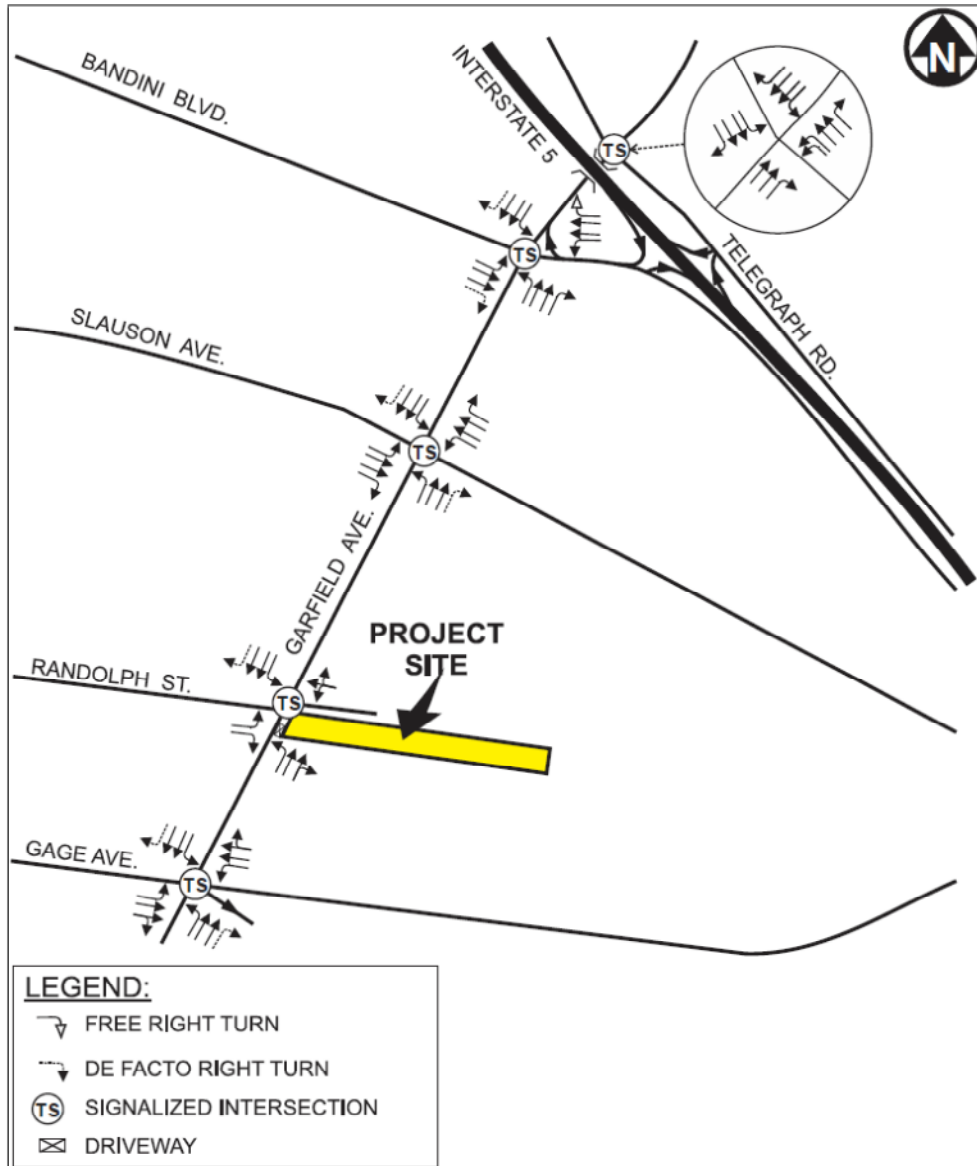 N
BANDINI BLVD.
INTERSTATE 5
TS
TS
TELEGRAPH RD.
SLAUSON AVE.
TS
GARFIELD AVE.
PROJECT
SITE
RANDOLPH ST.
TS
GAGE AVE.
TS
LEGEND:
FREE RIGHT TURN
DE FACTO RIGHT TURN
TS SIGNALIZED INTERSECTION
DRIVEWAY